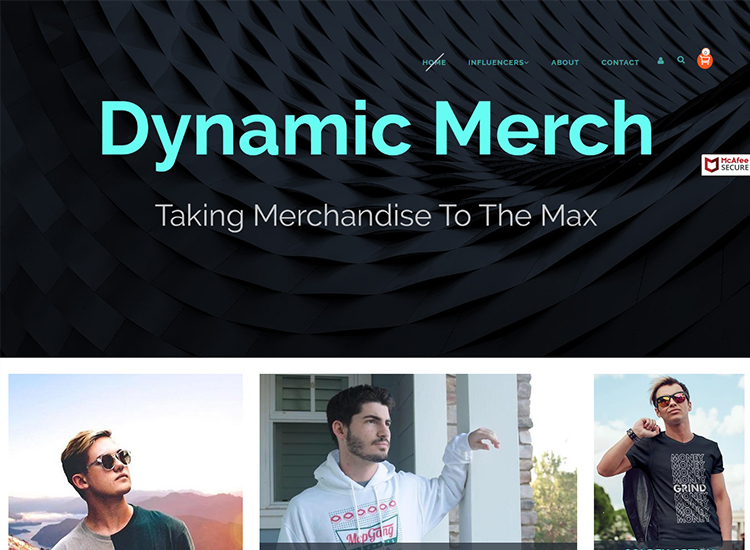 HOME INFLUENCERS ABOUT CONTACT
0
Dynamic Merch
McAfee
SECURE
Taking Merchandise To The Max
MopGang
MONEY
MONEY
MONEY
MONEY
GRIND
MONEY
MONEY
MONEY